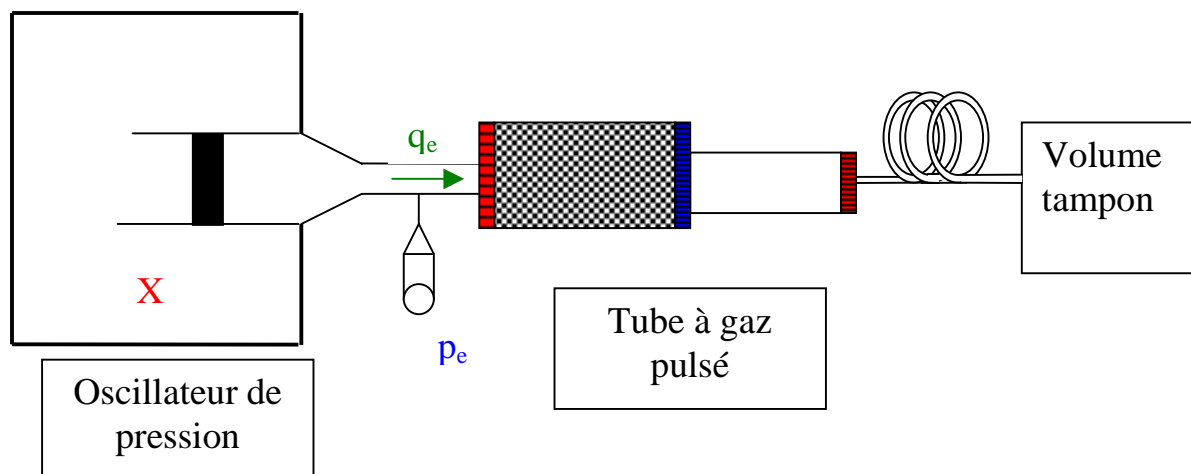 qe
X
pe
Oscillateur de
pression
Tube à gaz
pulsé
Volume
tampon